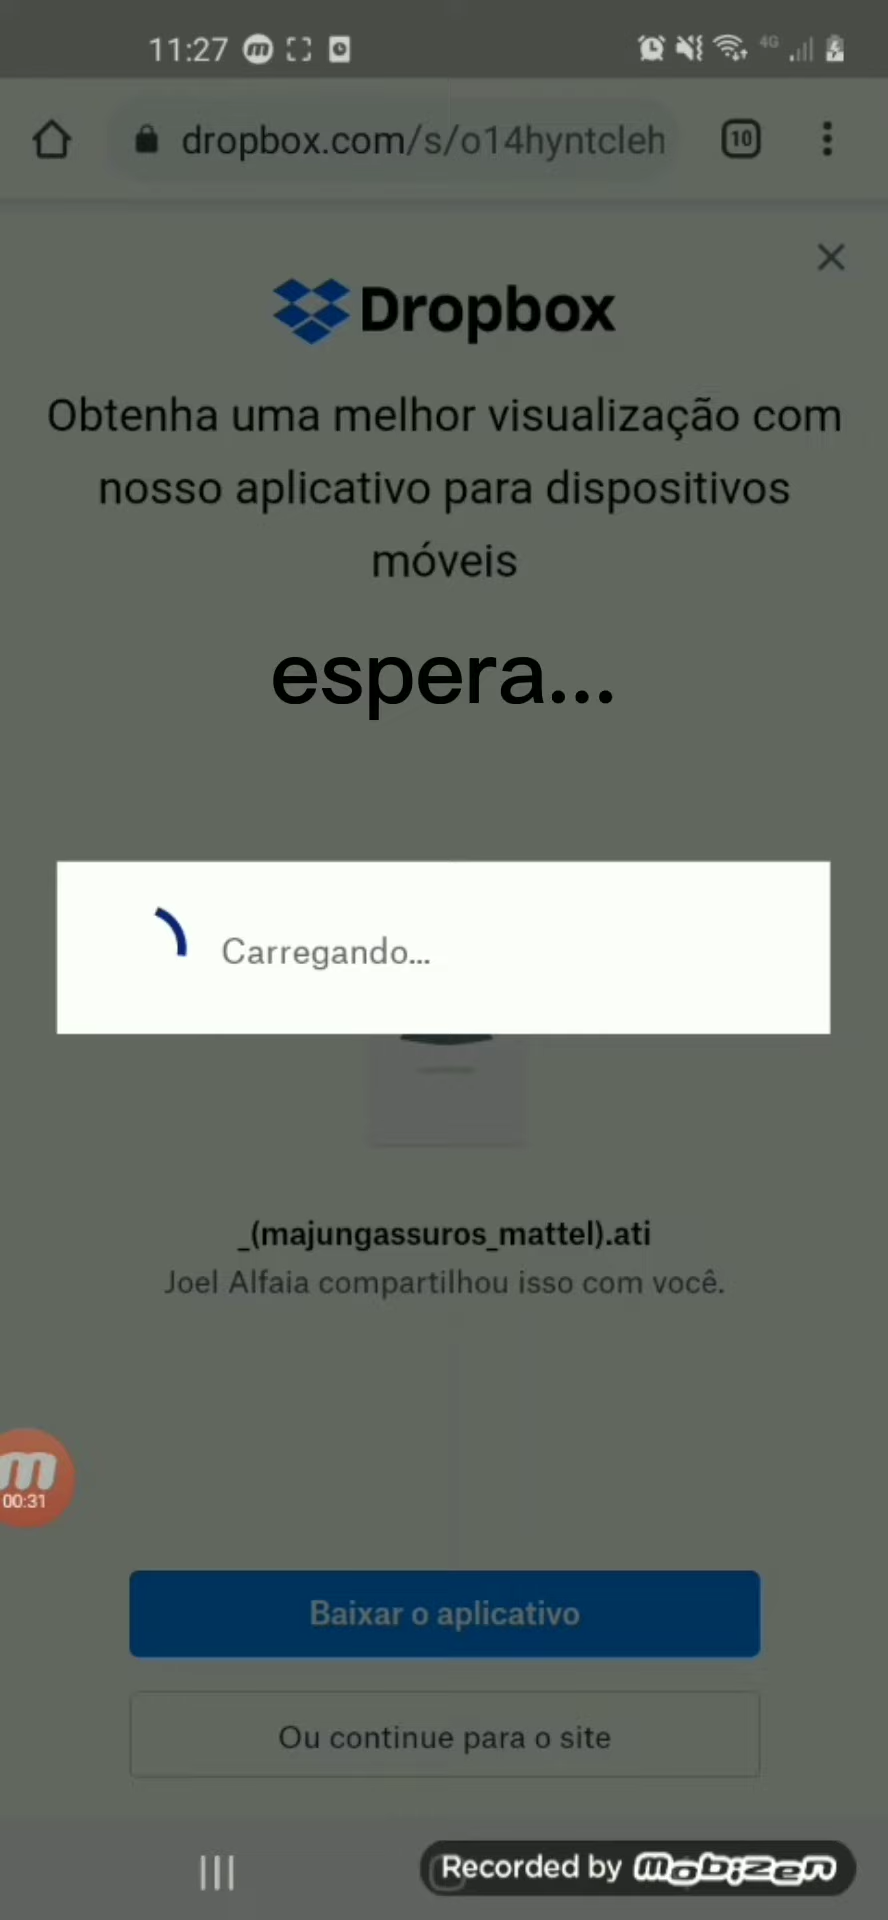 11:27
4G
dropbox.com/s/o14hyntcleh
10
Dropbox
Obtenha uma melhor visualização com
nosso aplicativo para dispositivos
móveis
espera...
Carregando...
_(majungassuros_mattel).ati
Joel Alfaia compartilhou isso com você.
m
00:31
Baixar o aplicativo
Ou continue para o site
Recorded by mobizen